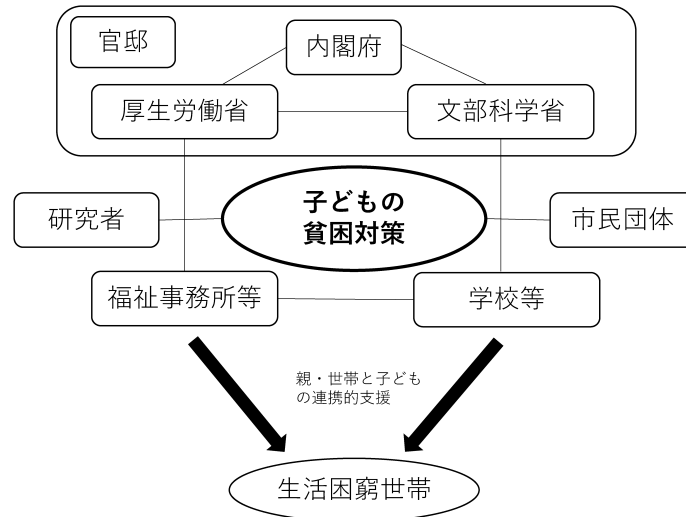 官邸
内閣府
厚生労働省
文部科学省
子どもの
貧困対策
研究者
市民団体
福祉事務所等
学校等
親・世帯と子ども
の連携的支援
生活困窮世帯